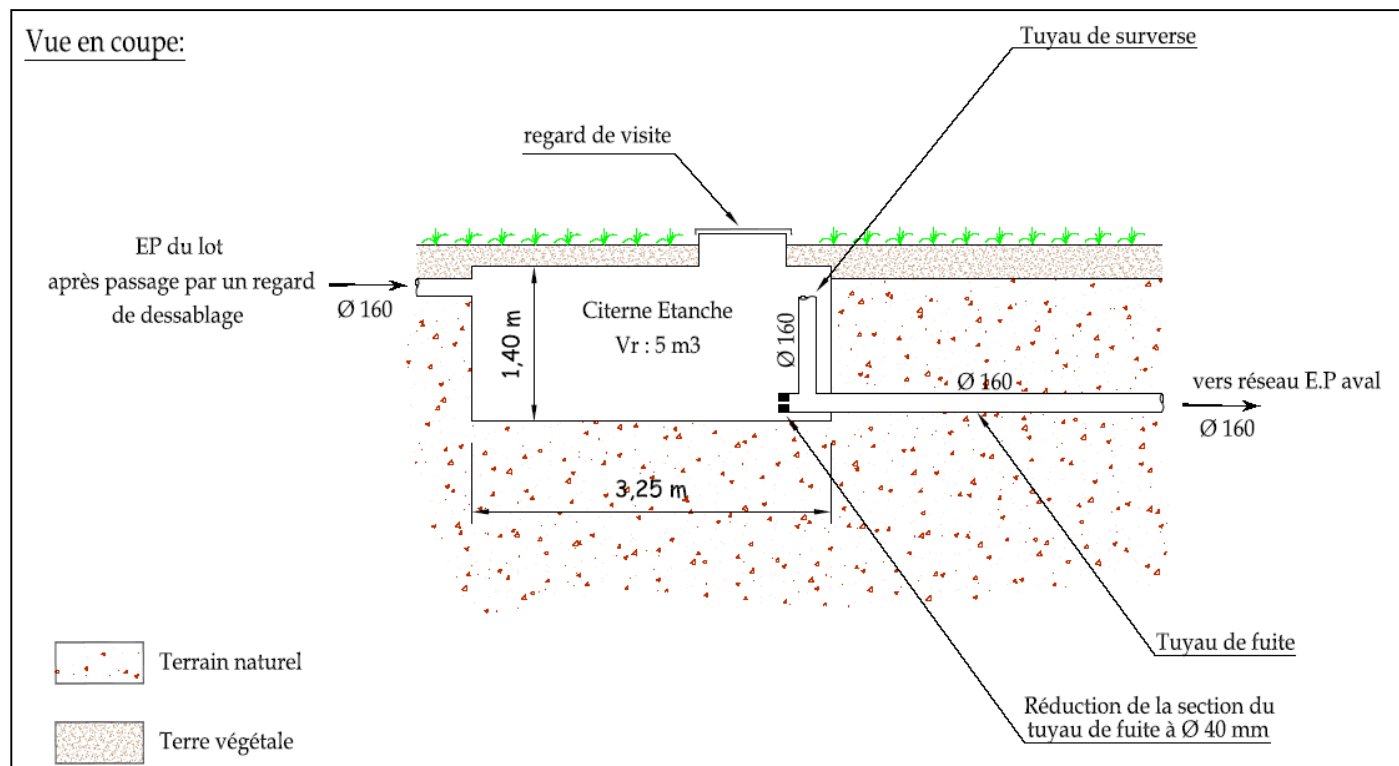 Vue en coupe:
Tuyau de surverse
regard de visite
EP du lot
après passage par un regard
de dessablage
Ø 160
1,40 m
Citerne Etanche
Vr : 5 m3
Ø 160
Ø 160
vers réseau E.P aval
Ø 160
3,25 m
Tuyau de fuite
Réduction de la section du
tuyau de fuite à Ø 40 mm
Terrain naturel
Terre végétale